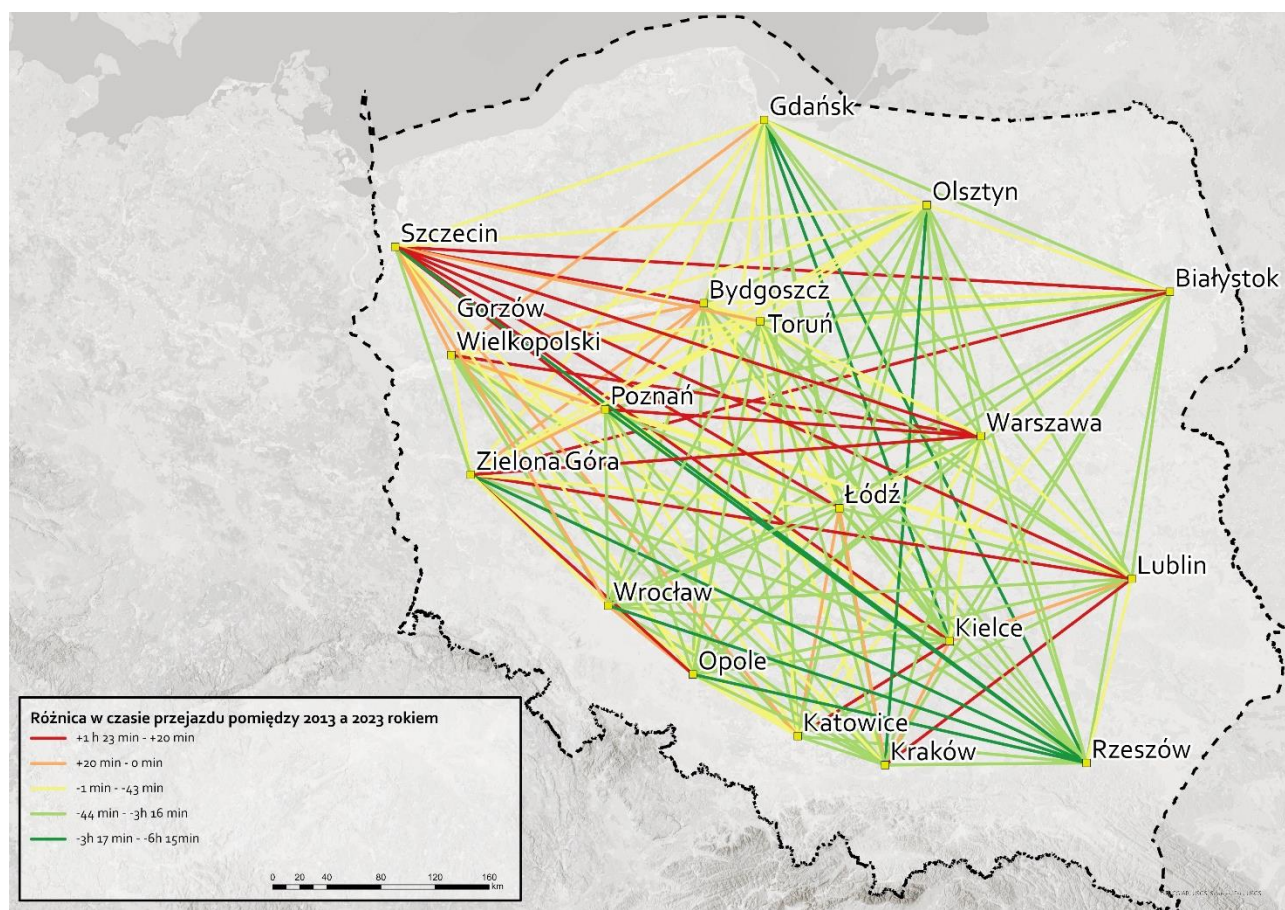 Gdańsk
Olsztyn
Szczecin
Białystok
Bydgoszcz
Gorzów
Toruń
Wielkopolski
Poznań
Warszawa
Zielona Góra
Łódź
Lublin
Wrocław
Kielce
Opole
Katowice
Kraków
Rzeszów
Różnica w czasie przejazdu pomiędzy 2013 a 2023 rokiem
+1 h 23 min - +20 min
+20 min - 0 min
-1 min - -43 min
-44 min - -3h 16 min
-3h 17 min - -6h 15min
0 20 40 80 120 160
km